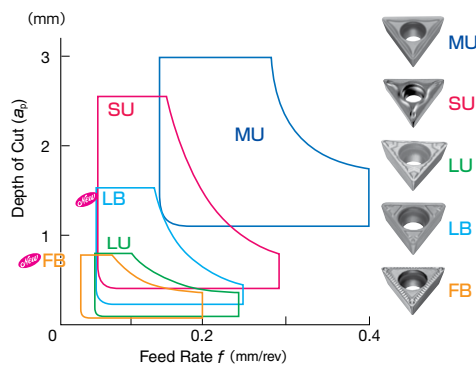 (mm)
Depth of Cut (ap)
3
2
1
0
0.2
0.4
Feed Rate f (mm/rev)
MU
SU
New LB
LU
New FB
MU
SU
LU
LB
FB